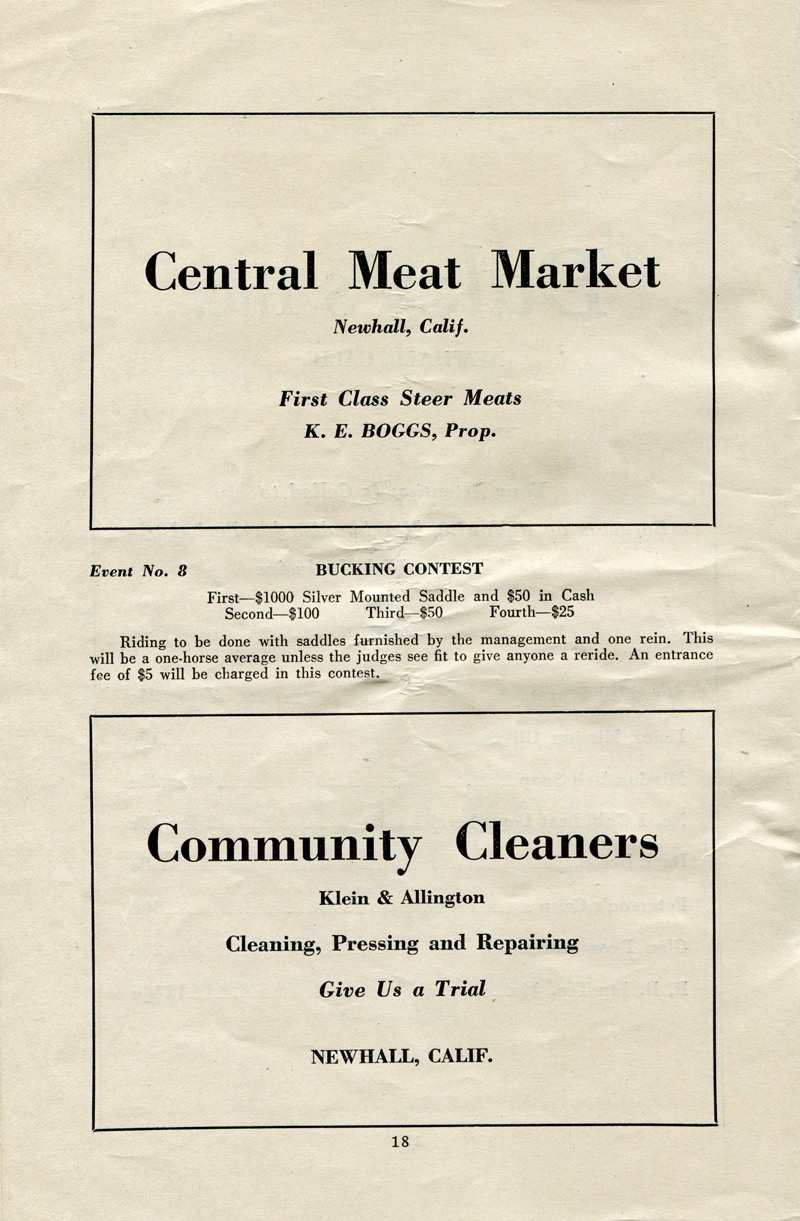 Central Meat Market
Newhall, Calif.
First Class Steer Meats
K. E. BOGGS, Prop.
Event No. 8 BUCKING CONTEST
First—$1000 Silver Mounted Saddle and $50 in Cash
Second—$100 Third—$50 Fourth—$25
Riding to be done with saddles furnished by the management and one rein. This
will be a one-horse average unless the judges see fit to give anyone a reride. An entrance
fee of $5 will be charged in this contest.
Community Cleaners
Klein & Allington
Cleaning, Pressing and Repairing
Give Us a Trial
NEWHALL, CALIF.
18